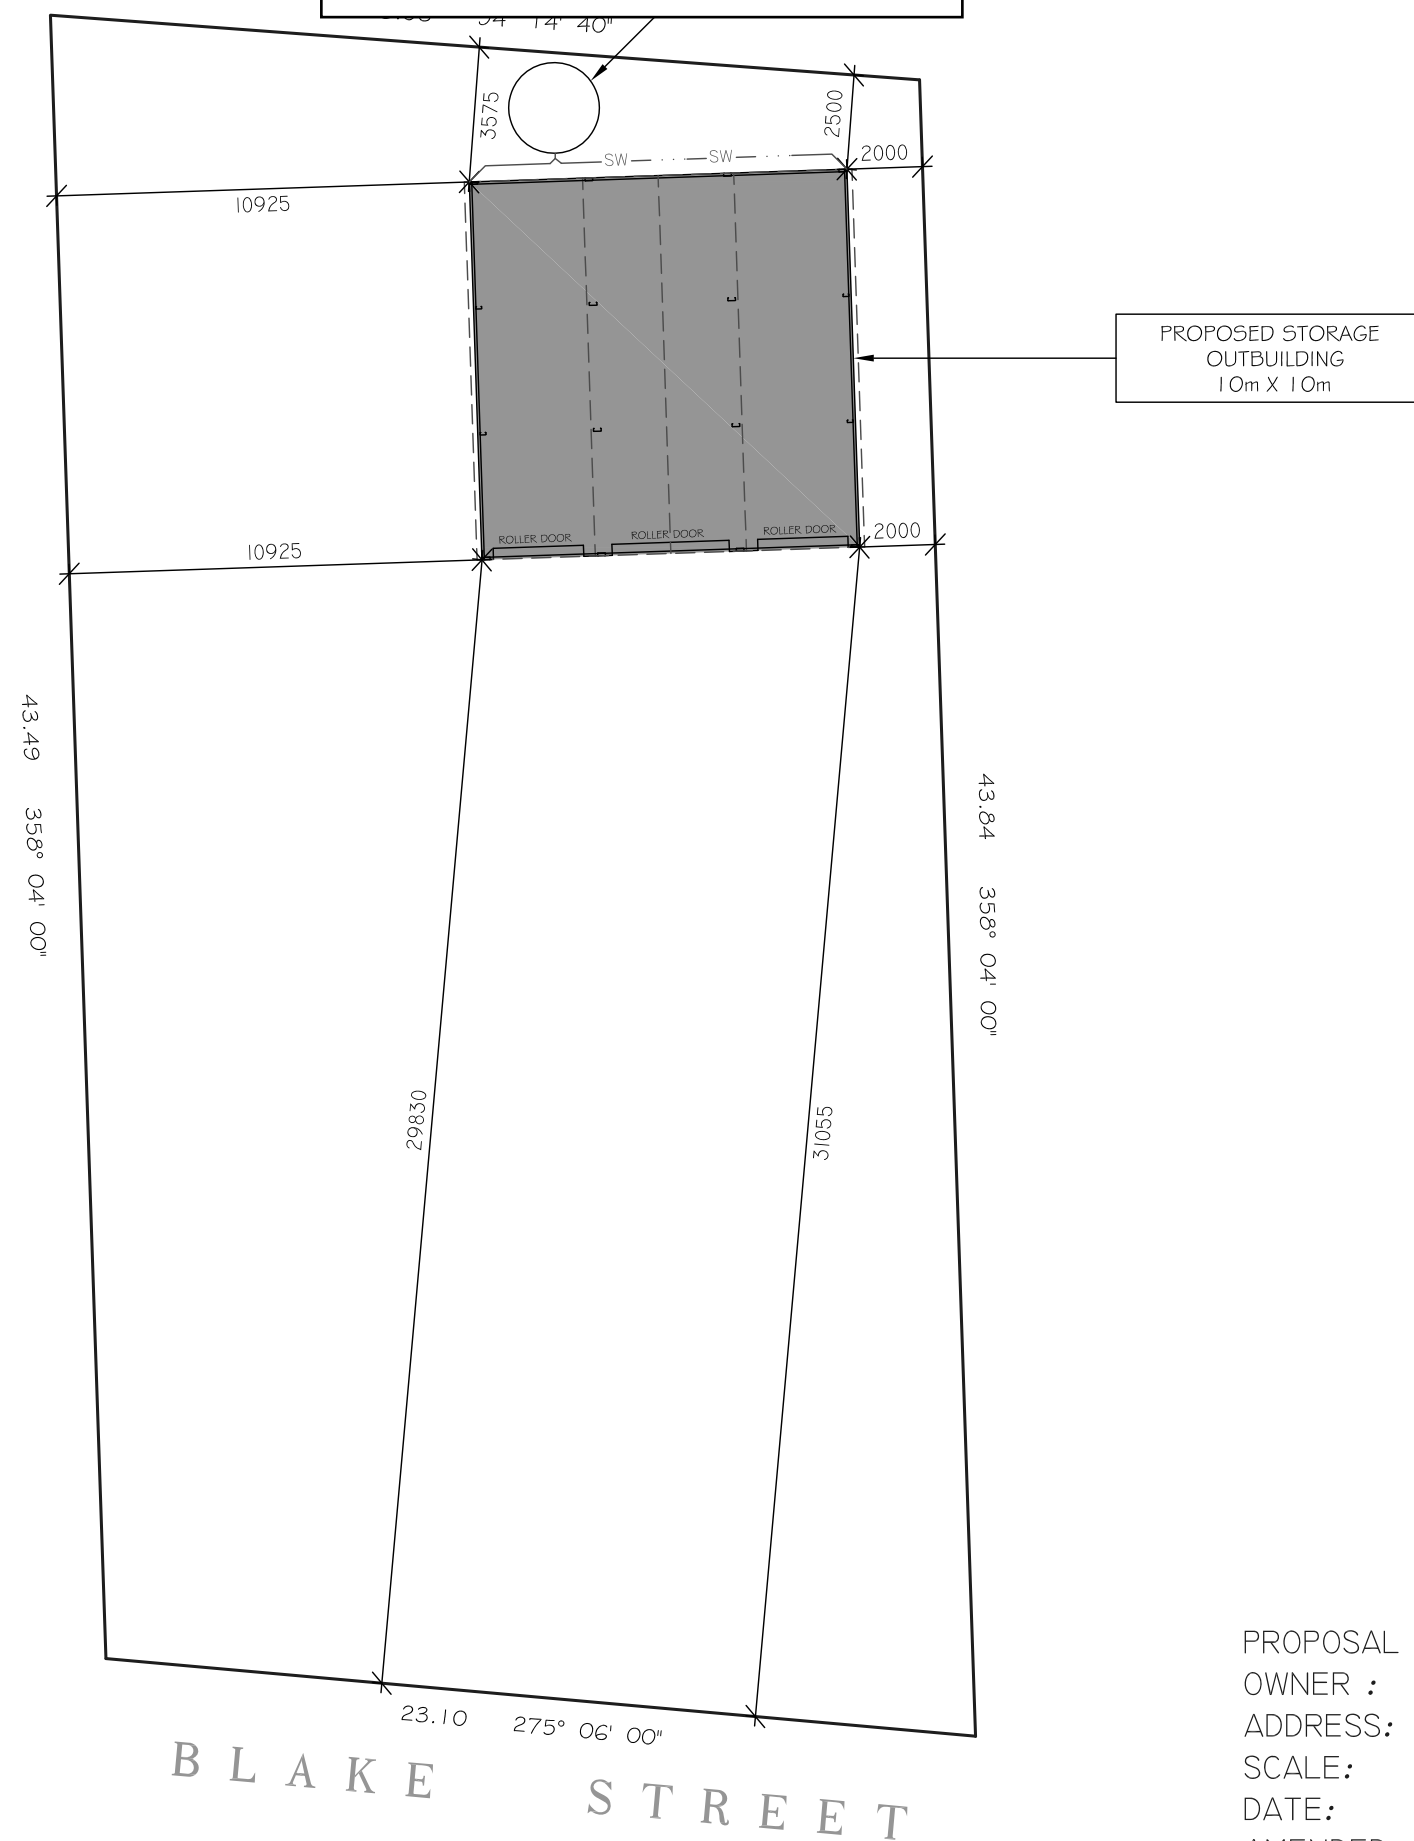 14' 40"
3575
2500
2000
SW
SW
10925
PROPOSED STORAGE
OUTBUILDING
10m X 10m
ROLLER DOOR
ROLLER DOOR
ROLLER DOOR
2000
10925
43.49 358° 04' 00"
43.84 358° 04' 00"
29830
31055
23.10 275° 06' 00"
BLAKE STREET
PROPOSAL
OWNER :
ADDRESS:
SCALE:
DATE: